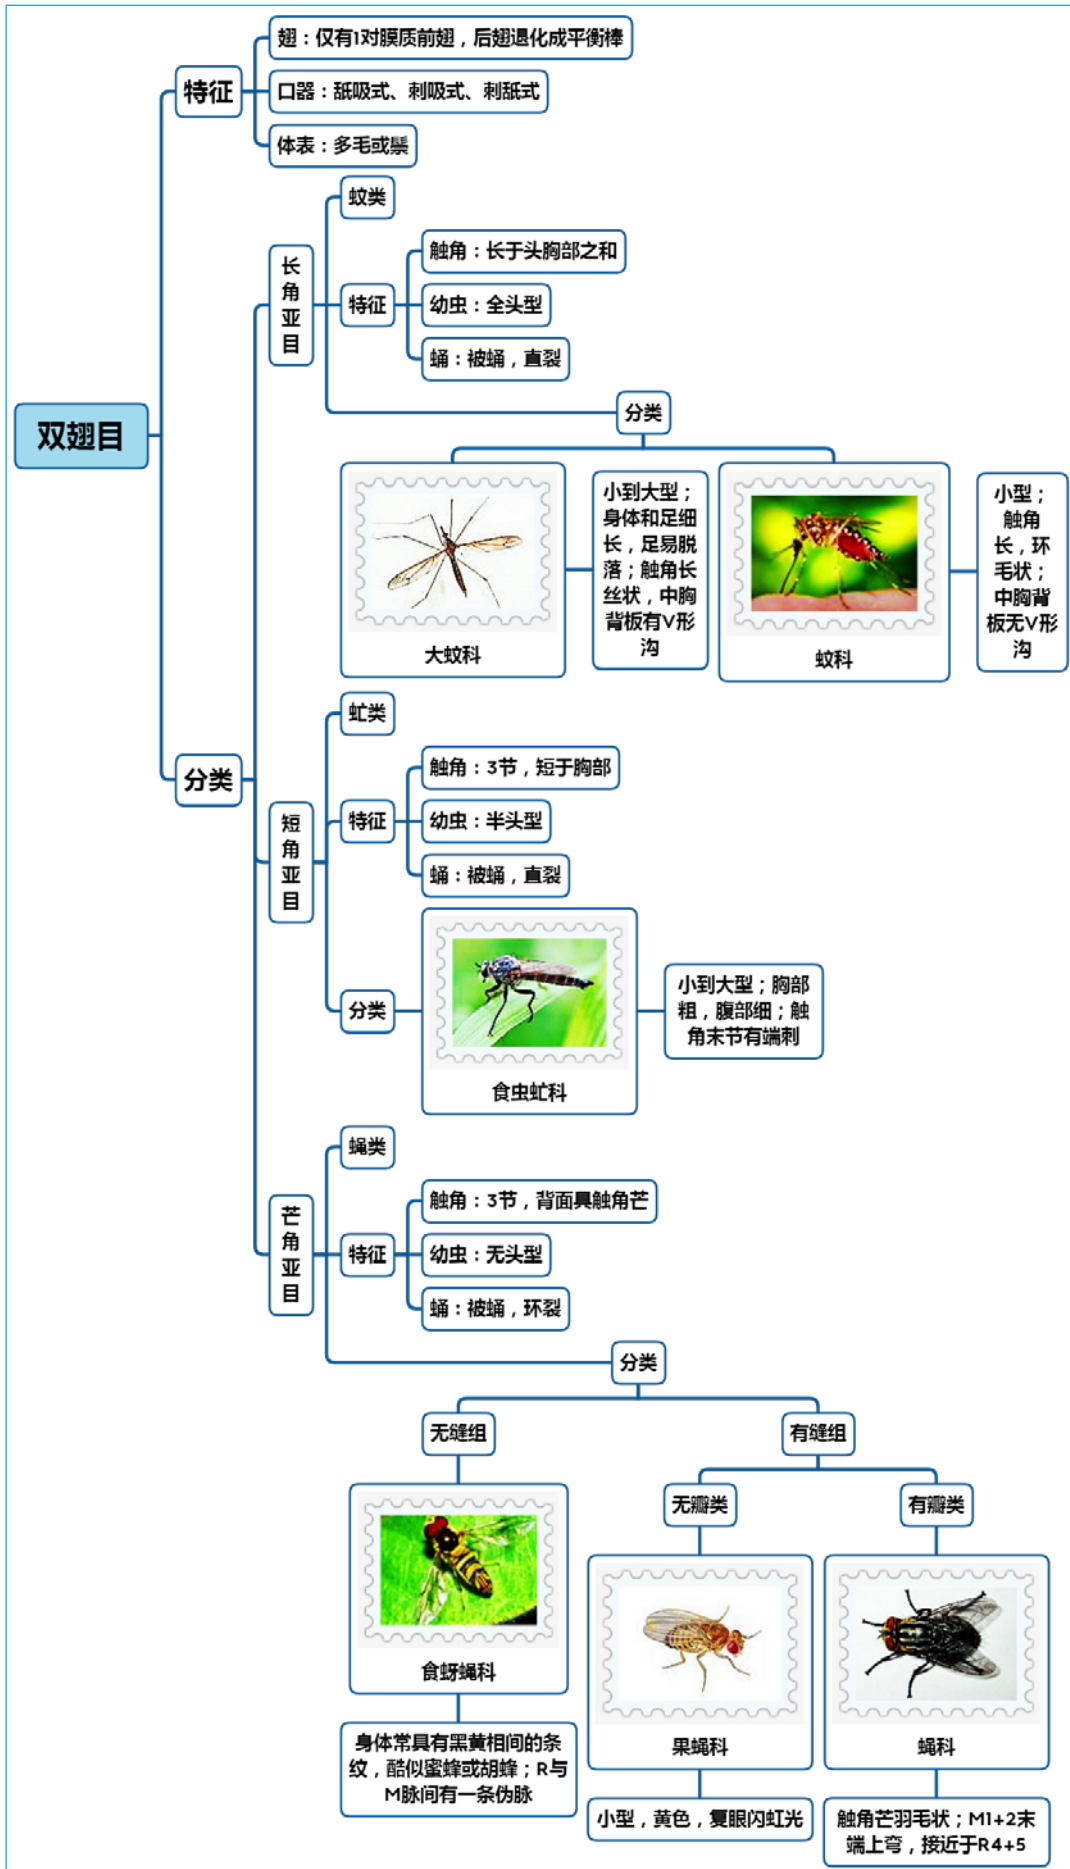 双翅目
特征
翅：仅有1对膜质前翅，后翅退化成平衡棒
口器：舐吸式、刺吸式、刺舐式
体表：多毛或鬃
分类
长
角
亚
目
蚊类
特征
触角：长于头胸部之和
幼虫：全头型
蛹：被蛹，直裂
分类
大蚊科
小到大型；
身体和足细
长，足易脱
落；触角长
丝状，中胸
背板有V形
沟
蚊科
小型；
触角
长，环
毛状；
中胸背
板无V形
沟
短
角
亚
目
虻类
特征
触角：3节，短于胸部
幼虫：半头型
蛹：被蛹，直裂
分类
食虫虻科
小到大型；胸部
粗，腹部细；触
角末节有端刺
芒
角
亚
目
蝇类
特征
触角：3节，背面具触角芒
幼虫：无头型
蛹：被蛹，环裂
分类
无缝组
食蚜蝇科
身体常具有黑黄相间的条
纹，酷似蜜蜂或胡蜂；R与
M脉间有一条伪脉
有缝组
无瓣类
果蝇科
小型，黄色，复眼闪虹光
有瓣类
蝇科
触角芒羽毛状；M1+2末
端上弯，接近于R4+5